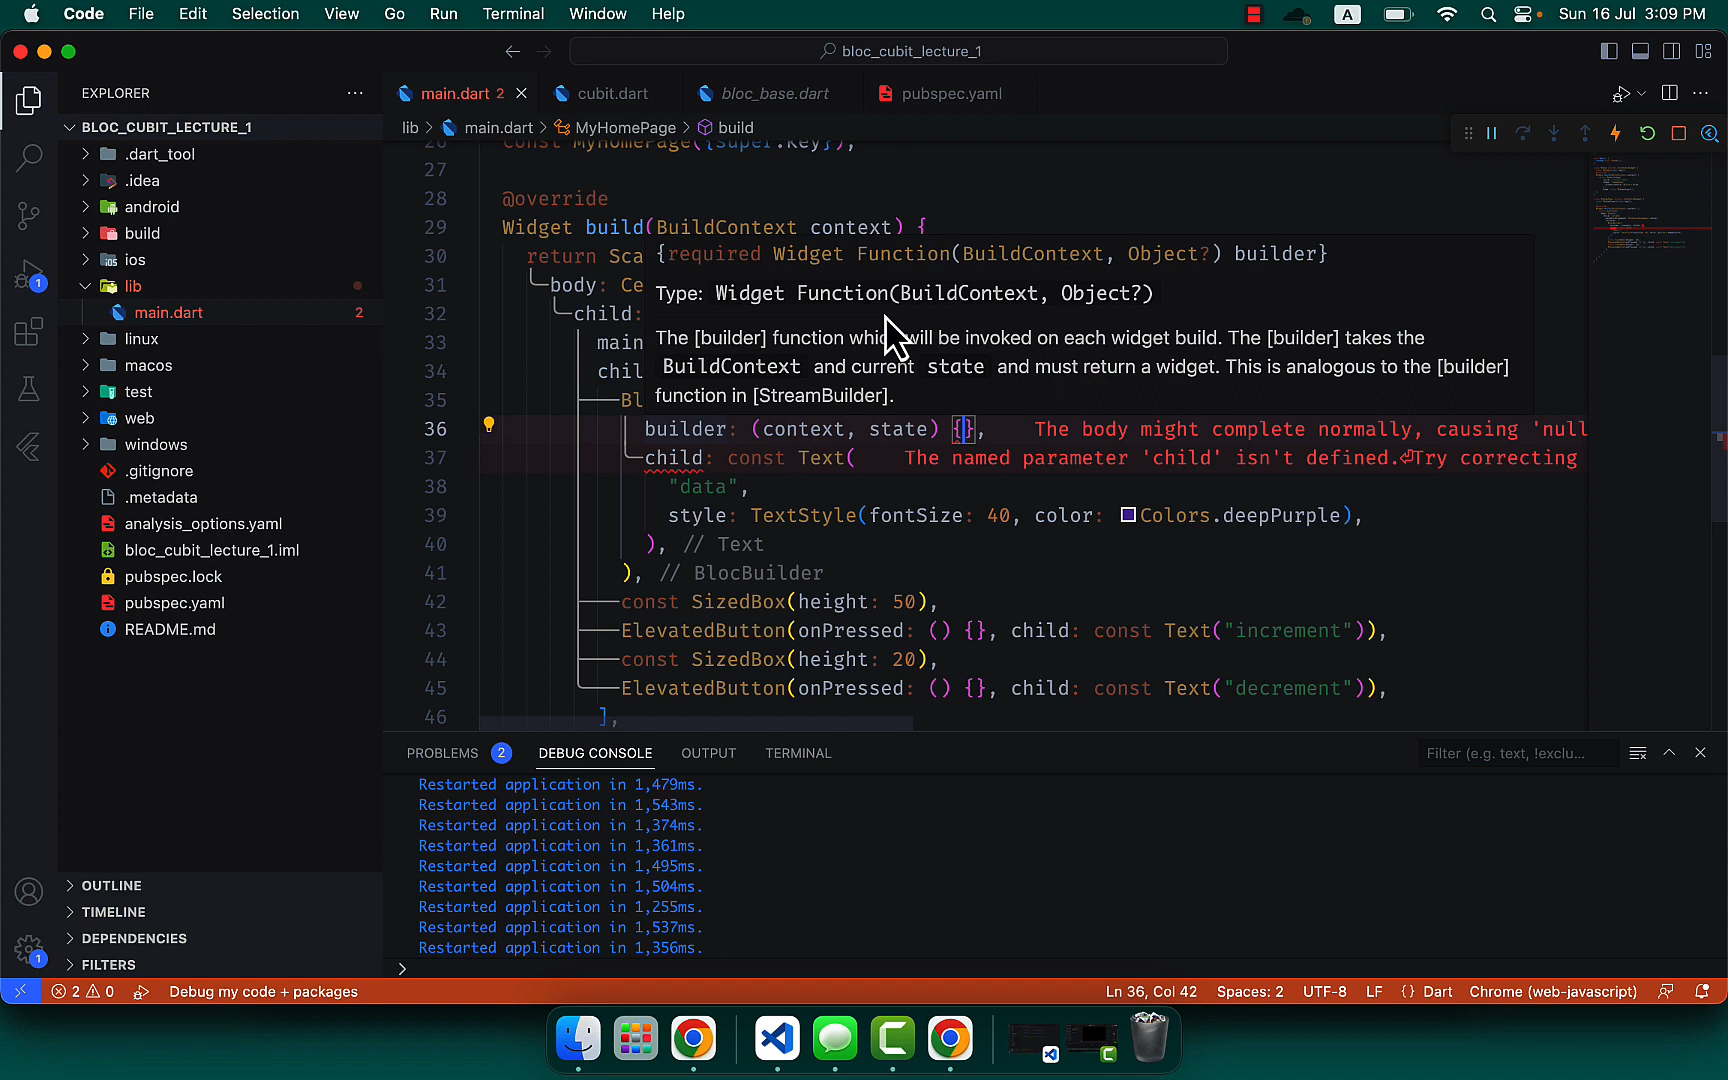 Code File Edit Selection View Go Run Terminal Window Help A Sun 16 Jul 3:09 PM
bloc_cubit_lecture_1
EXPLORER
main.dart 2 cubit.dart bloc_base.dart pubspec.yaml
BLOC_CUBIT_LECTURE_1
lib > main.dart > MyHomePage > build
.dart_tool
.idea
android
build
ios
lib
main.dart 2
linux
macos
test
web
windows
.gitignore
.metadata
analysis_options.yaml
bloc_cubit_lecture_1.iml
pubspec.lock
pubspec.yaml
README.md
OUTLINE
TIMELINE
DEPENDENCIES
FILTERS
1
1
26 const MyHomePage({super.key});
27
28 @override
29 Widget build(BuildContext context) {
30 return Sca
31 body: Ce
32 child:
33 main
34 chil
35 Bl
{required Widget Function(BuildContext, Object?) builder}
Type: Widget Function(BuildContext, Object?)
The [builder] function which will be invoked on each widget build. The [builder] takes the
BuildContext and current state and must return a widget. This is analogous to the [builder]
function in [StreamBuilder].
36 builder: (context, state) {}, The body might complete normally, causing 'null
37 child: const Text( The named parameter 'child' isn't defined.⏎Try correcting
38 "data",
39 style: TextStyle(fontSize: 40, color: Colors.deepPurple),
40 ), // Text
41 ), // BlocBuilder
42 const SizedBox(height: 50),
43 ElevatedButton(onPressed: () {}, child: const Text("increment")),
44 const SizedBox(height: 20),
45 ElevatedButton(onPressed: () {}, child: const Text("decrement")),
46 ],
PROBLEMS 2 DEBUG CONSOLE OUTPUT TERMINAL Filter (e.g. text, !exclu...
Restarted application in 1,479ms.
Restarted application in 1,543ms.
Restarted application in 1,374ms.
Restarted application in 1,361ms.
Restarted application in 1,495ms.
Restarted application in 1,504ms.
Restarted application in 1,255ms.
Restarted application in 1,537ms.
Restarted application in 1,356ms.
>
2 0 Debug my code + packages Ln 36, Col 42 Spaces: 2 UTF-8 LF {} Dart Chrome (web-javascript)